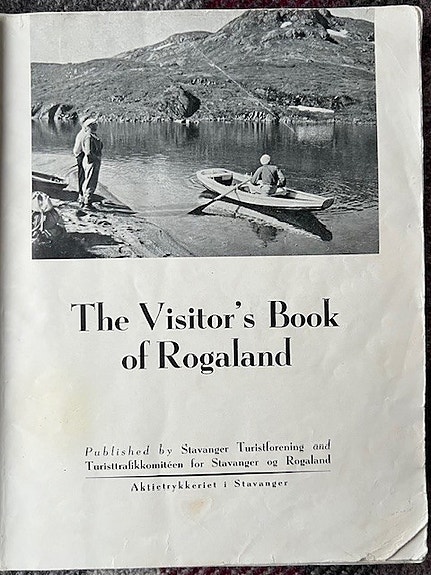 The Visitor's Book
of Rogaland
Published by Stavanger Turistforening and
Turisttrafikkomitéen for Stavanger og Rogaland
Aktietrykkeriet i Stavanger